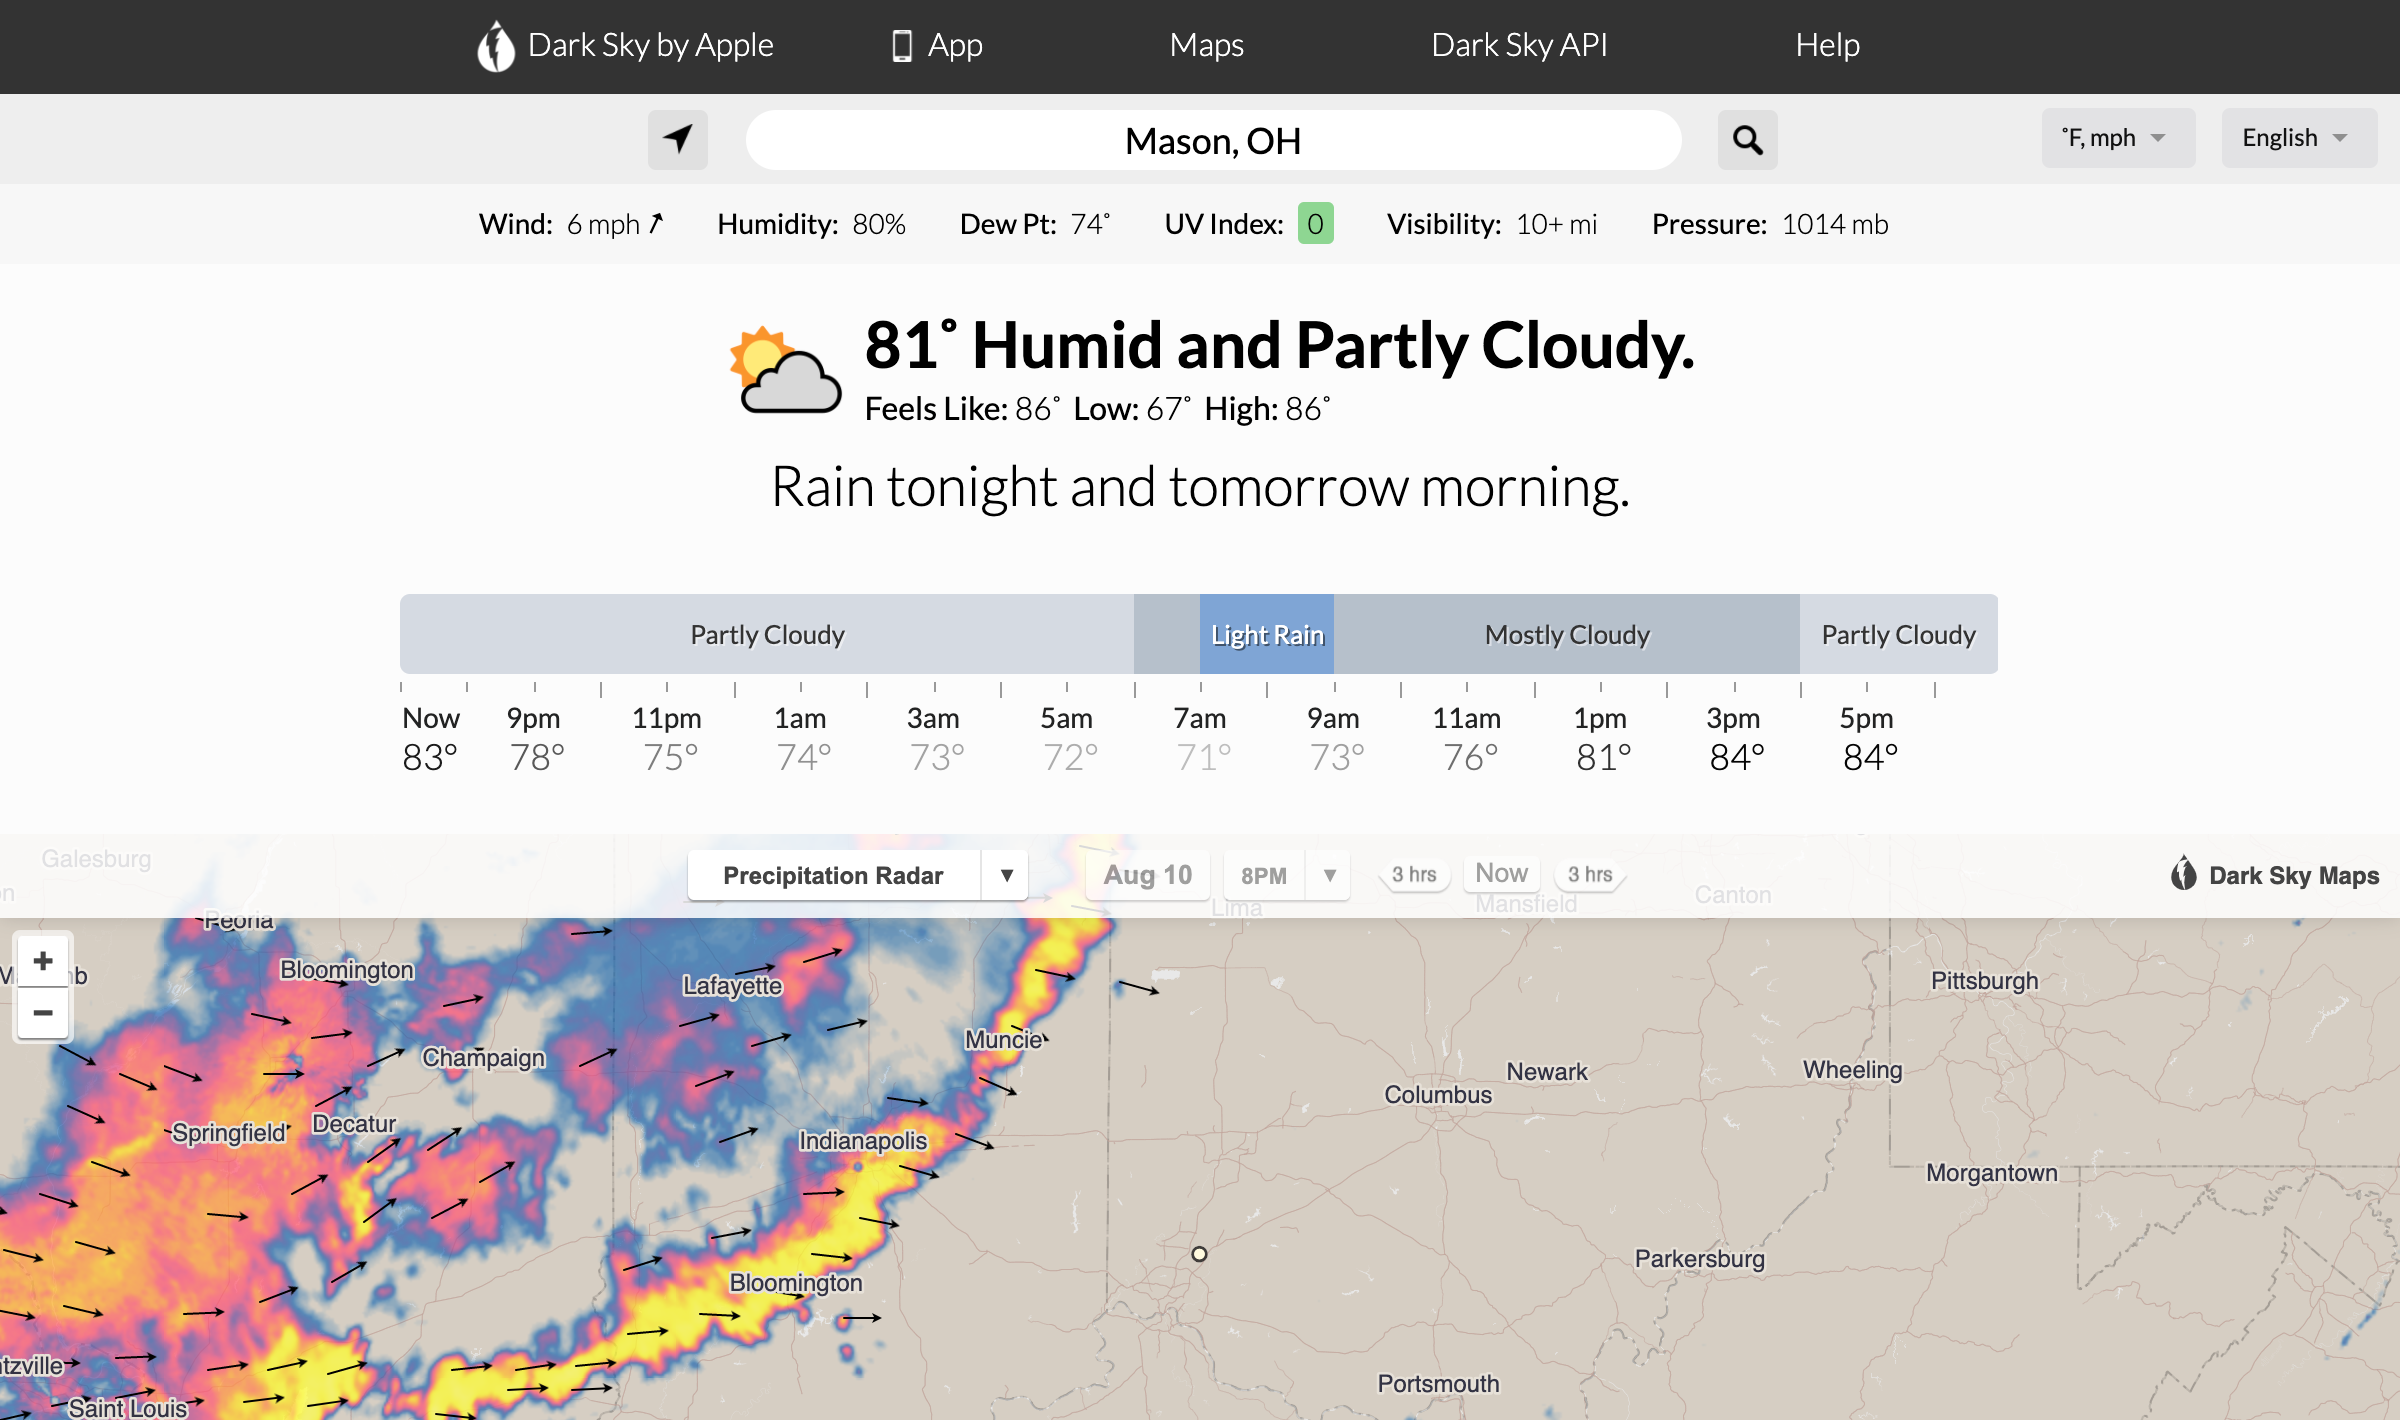 Dark Sky by Apple App Maps Dark Sky API Help
Mason, OH ˚F, mph English
Wind: 6 mph Humidity: 80% Dew Pt: 74˚ UV Index: 0 Visibility: 10+ mi Pressure: 1014 mb
81˚ Humid and Partly Cloudy.
Feels Like: 86˚ Low: 67˚ High: 86˚
Rain tonight and tomorrow morning.
Partly Cloudy Light Rain Mostly Cloudy Partly Cloudy
Now 9pm 11pm 1am 3am 5am 7am 9am 11am 1pm 3pm 5pm
83° 78° 75° 74° 73° 72° 71° 73° 76° 81° 84° 84°
Galesburg
Precipitation Radar ▼ Aug 10 8PM ▼ 3 hrs Now 3 hrs Dark Sky Maps
Canton
Lima Mansfield
Peoria
+
Bloomington
Lafayette
Pittsburgh
−
Muncie
Champaign
Newark
Wheeling
Columbus
Springfield
Decatur
Indianapolis
Morgantown
Parkersburg
Bloomington
tzville
Portsmouth
Saint Louis